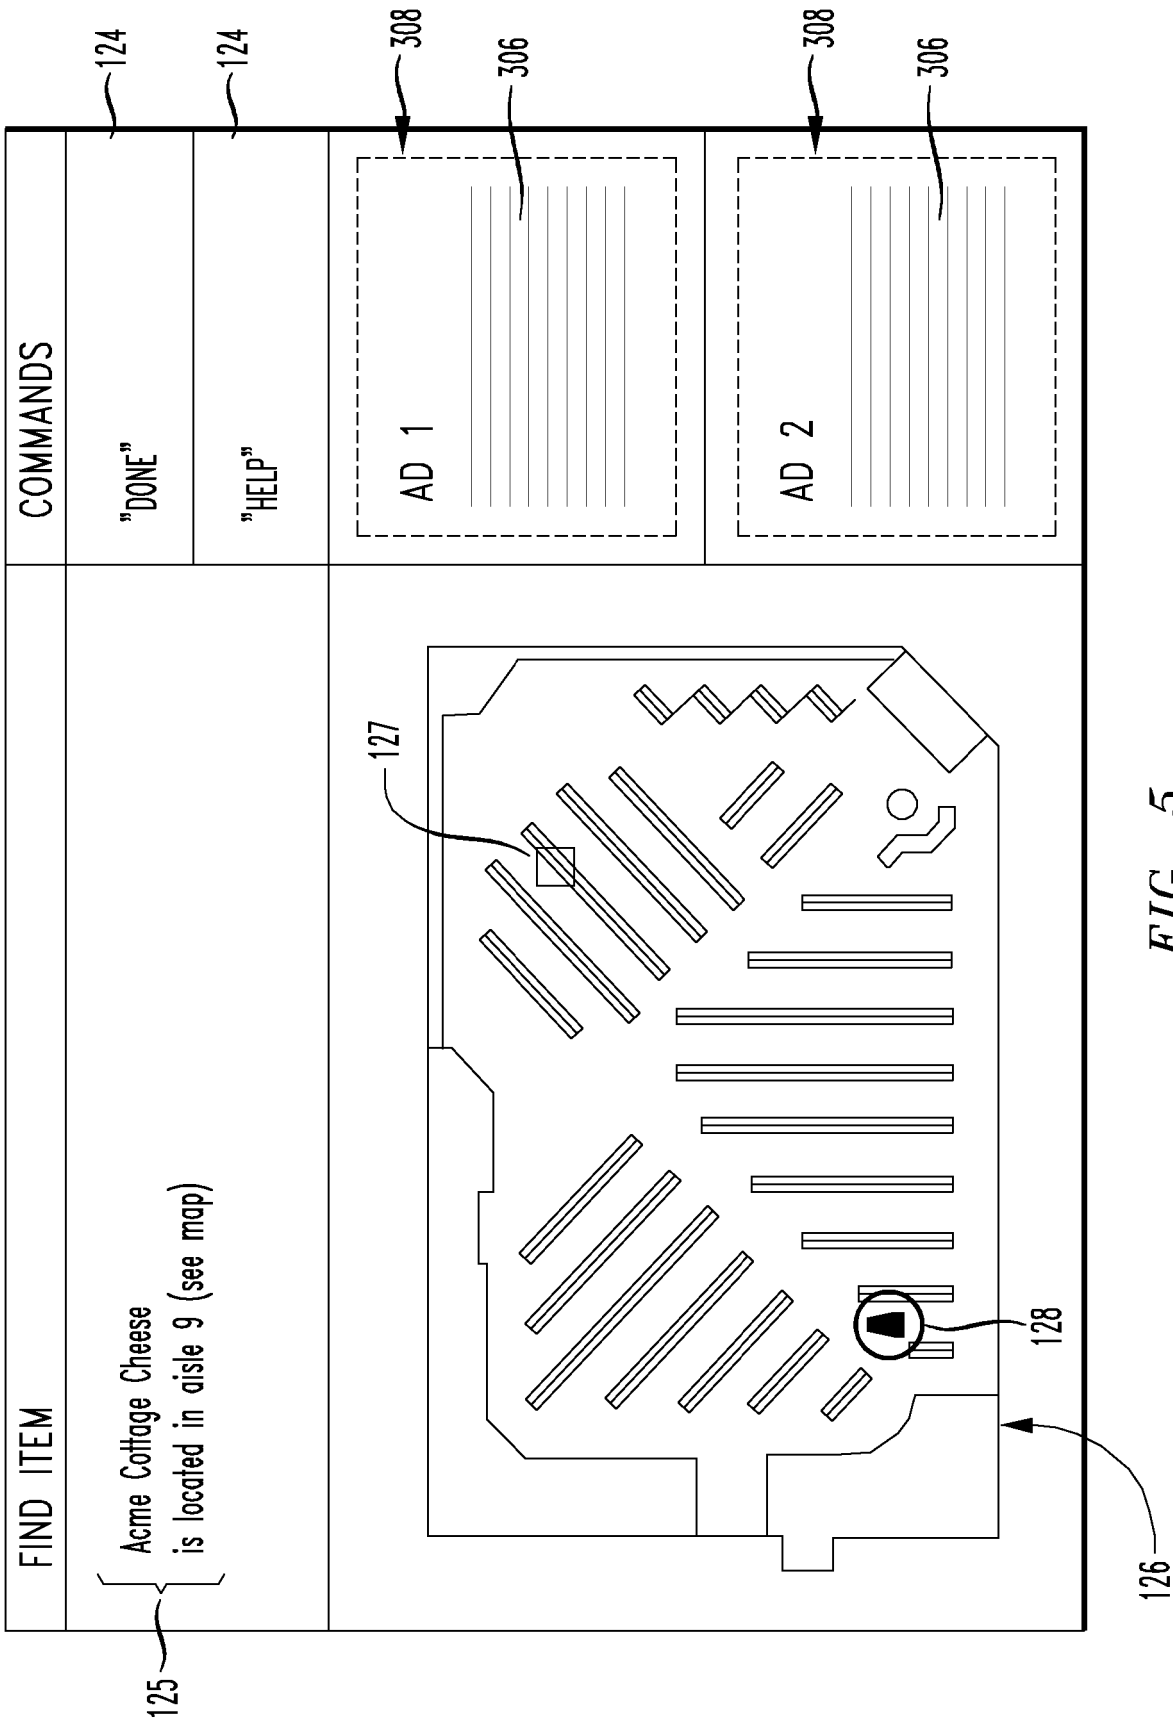 FIND ITEM
COMMANDS
125
Acme Cottage Cheese
is located in aisle 9 (see map)
"DONE"
124
"HELP"
124
127
AD 1
308
306
AD 2
308
306
128
126
FIG. 5